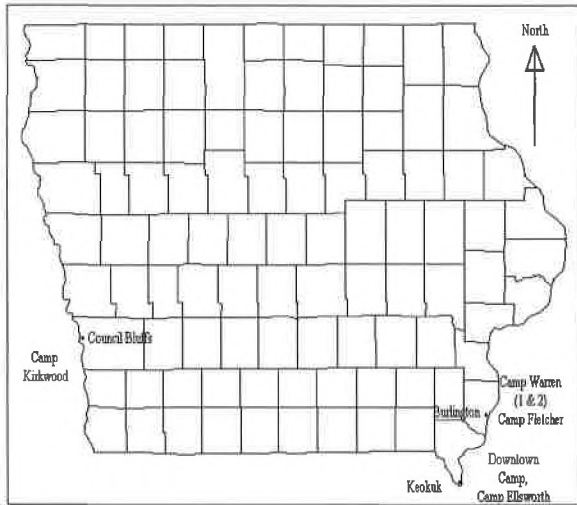 North
Council Bluffs
Camp
Kirkwood
Camp Warren
(1 & 2)
Burlington
Camp Fletcher
Downtown
Camp,
Camp Ellsworth
Keokuk